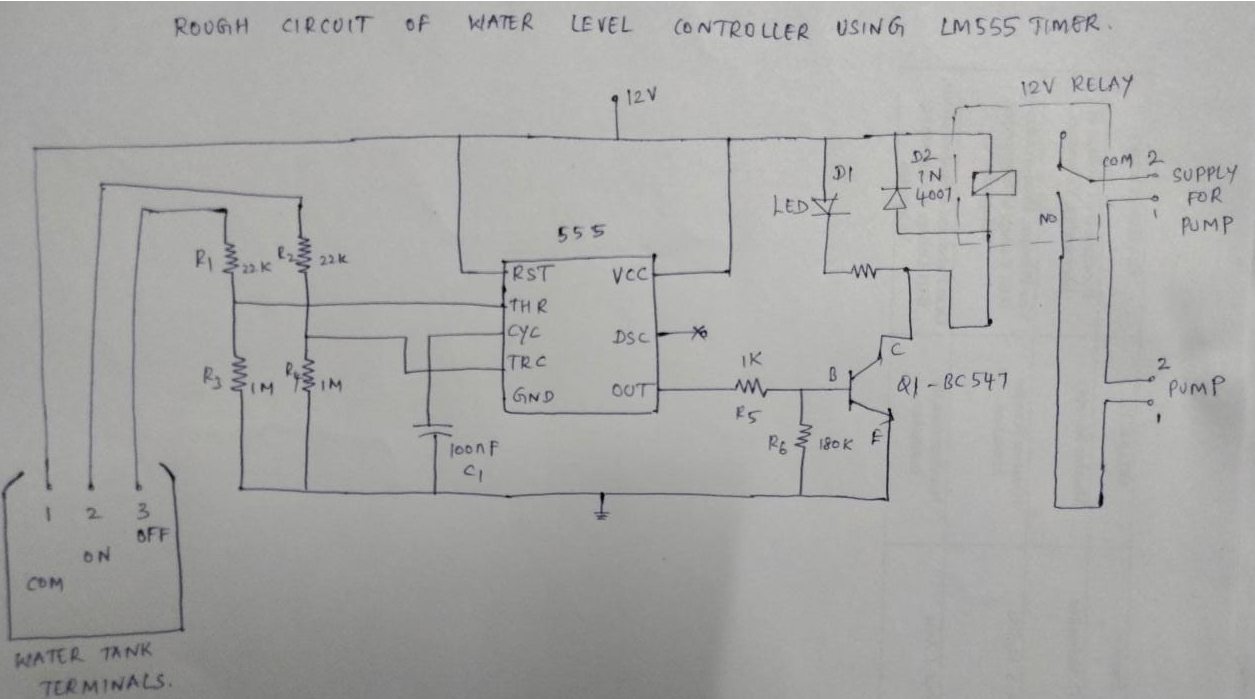 ROUGH CIRCUIT OF WATER LEVEL CONTROLLER USING LM555 TIMER.
12V
12V RELAY
D1
LED
D2
1N
4007
COM 2
SUPPLY
FOR
PUMP
1
NO
555
R1 22K
R2 22K
RST VCC
THR
CYC
DSC
TRC
GND OUT
R3 1M
R4 1M
1K
R5
B
C
E
Q1-BC547
2
PUMP
1
R6 180K
100nF
C1
1 2 3
OFF
ON
COM
WATER TANK
TERMINALS.